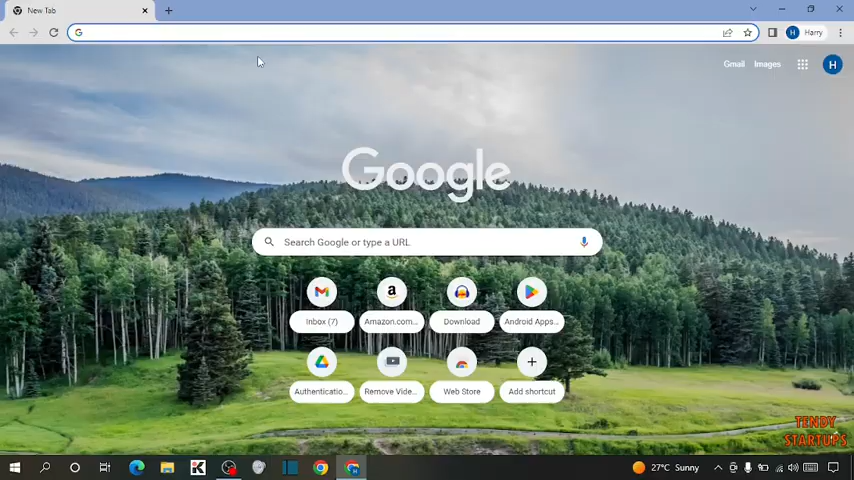 New Tab
G
H Harry
Gmail Images H
Google
Search Google or type a URL
a
Inbox (7) Amazon.com... Download Android Apps...
Authenticatio... Remove Vide... Web Store Add shortcut
TENDY
STARTUPS
K H 27°C Sunny